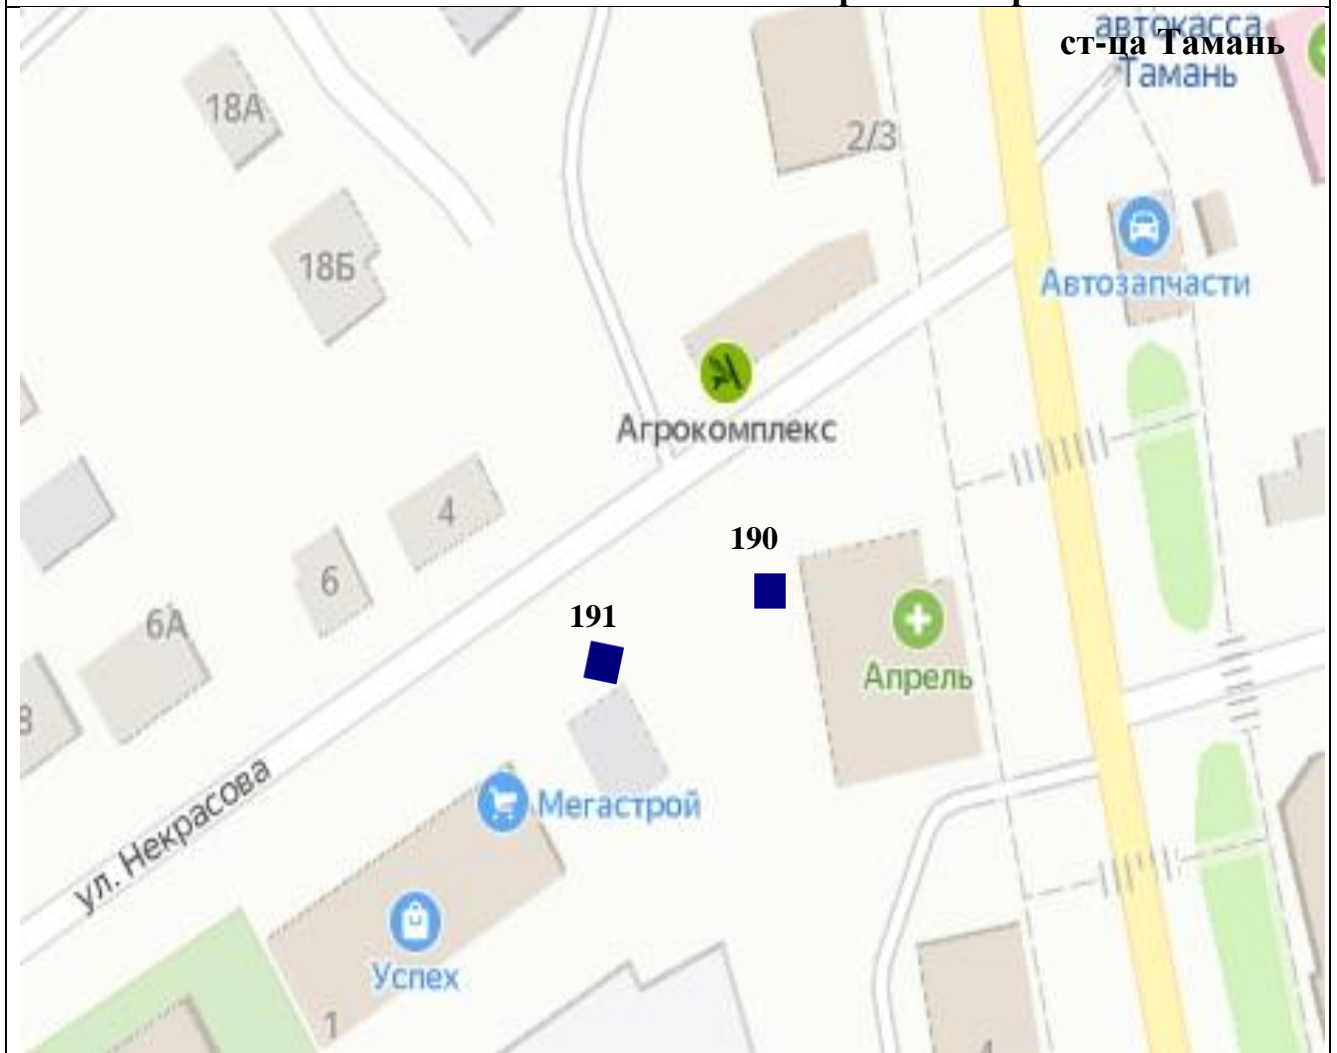 автокасса
ст-ца Тамань
Тамань
18А
2/3
18Б
Автозапчасти
Агрокомплекс
4
190
6
191
6А
Апрель
ул. Некрасова
Мегастрой
Успех
1